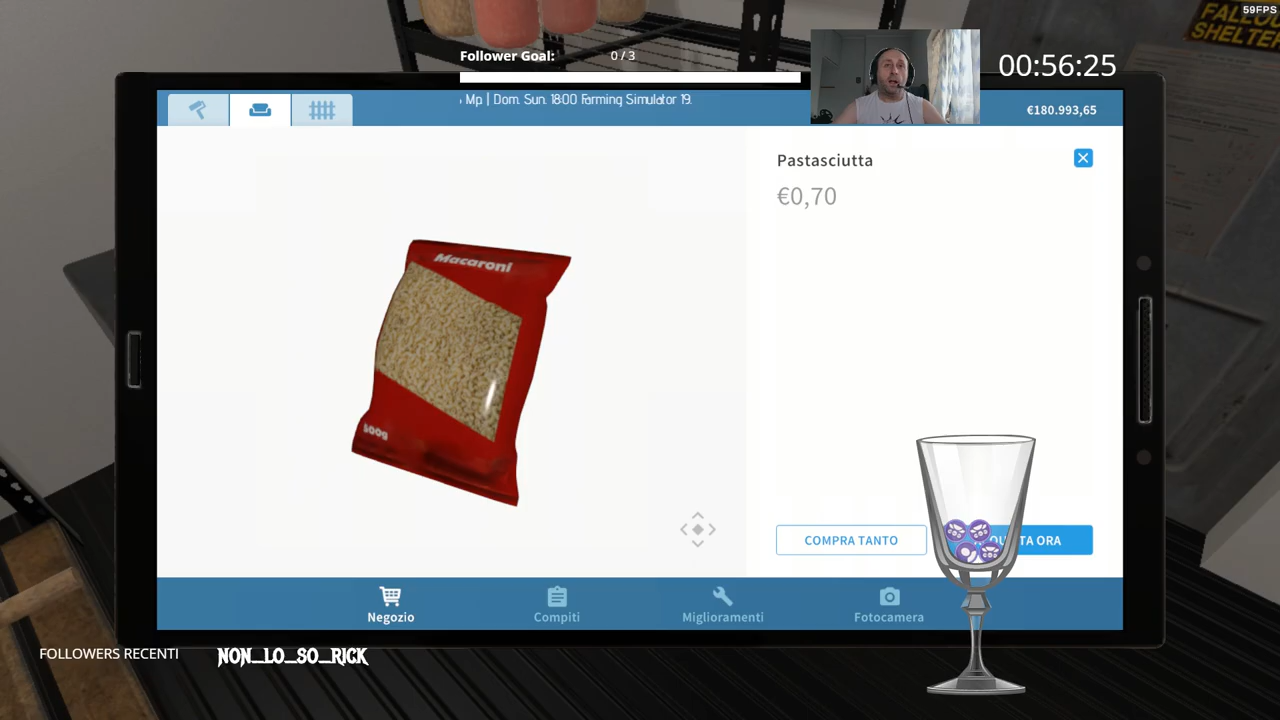 59FPS
FALLOUT
SHELTER
Follower Goal:
0 / 3
00:56:25
Mp | Dom. Sun. 18:00 Farming Simulator 19.
€180.993,65
Pastasciutta
€0,70
Macaroni
500g
COMPRA TANTO
TA ORA
Negozio
Compiti
Miglioramenti
Fotocamera
FOLLOWERS RECENTI
NON_LO_SO_RICK